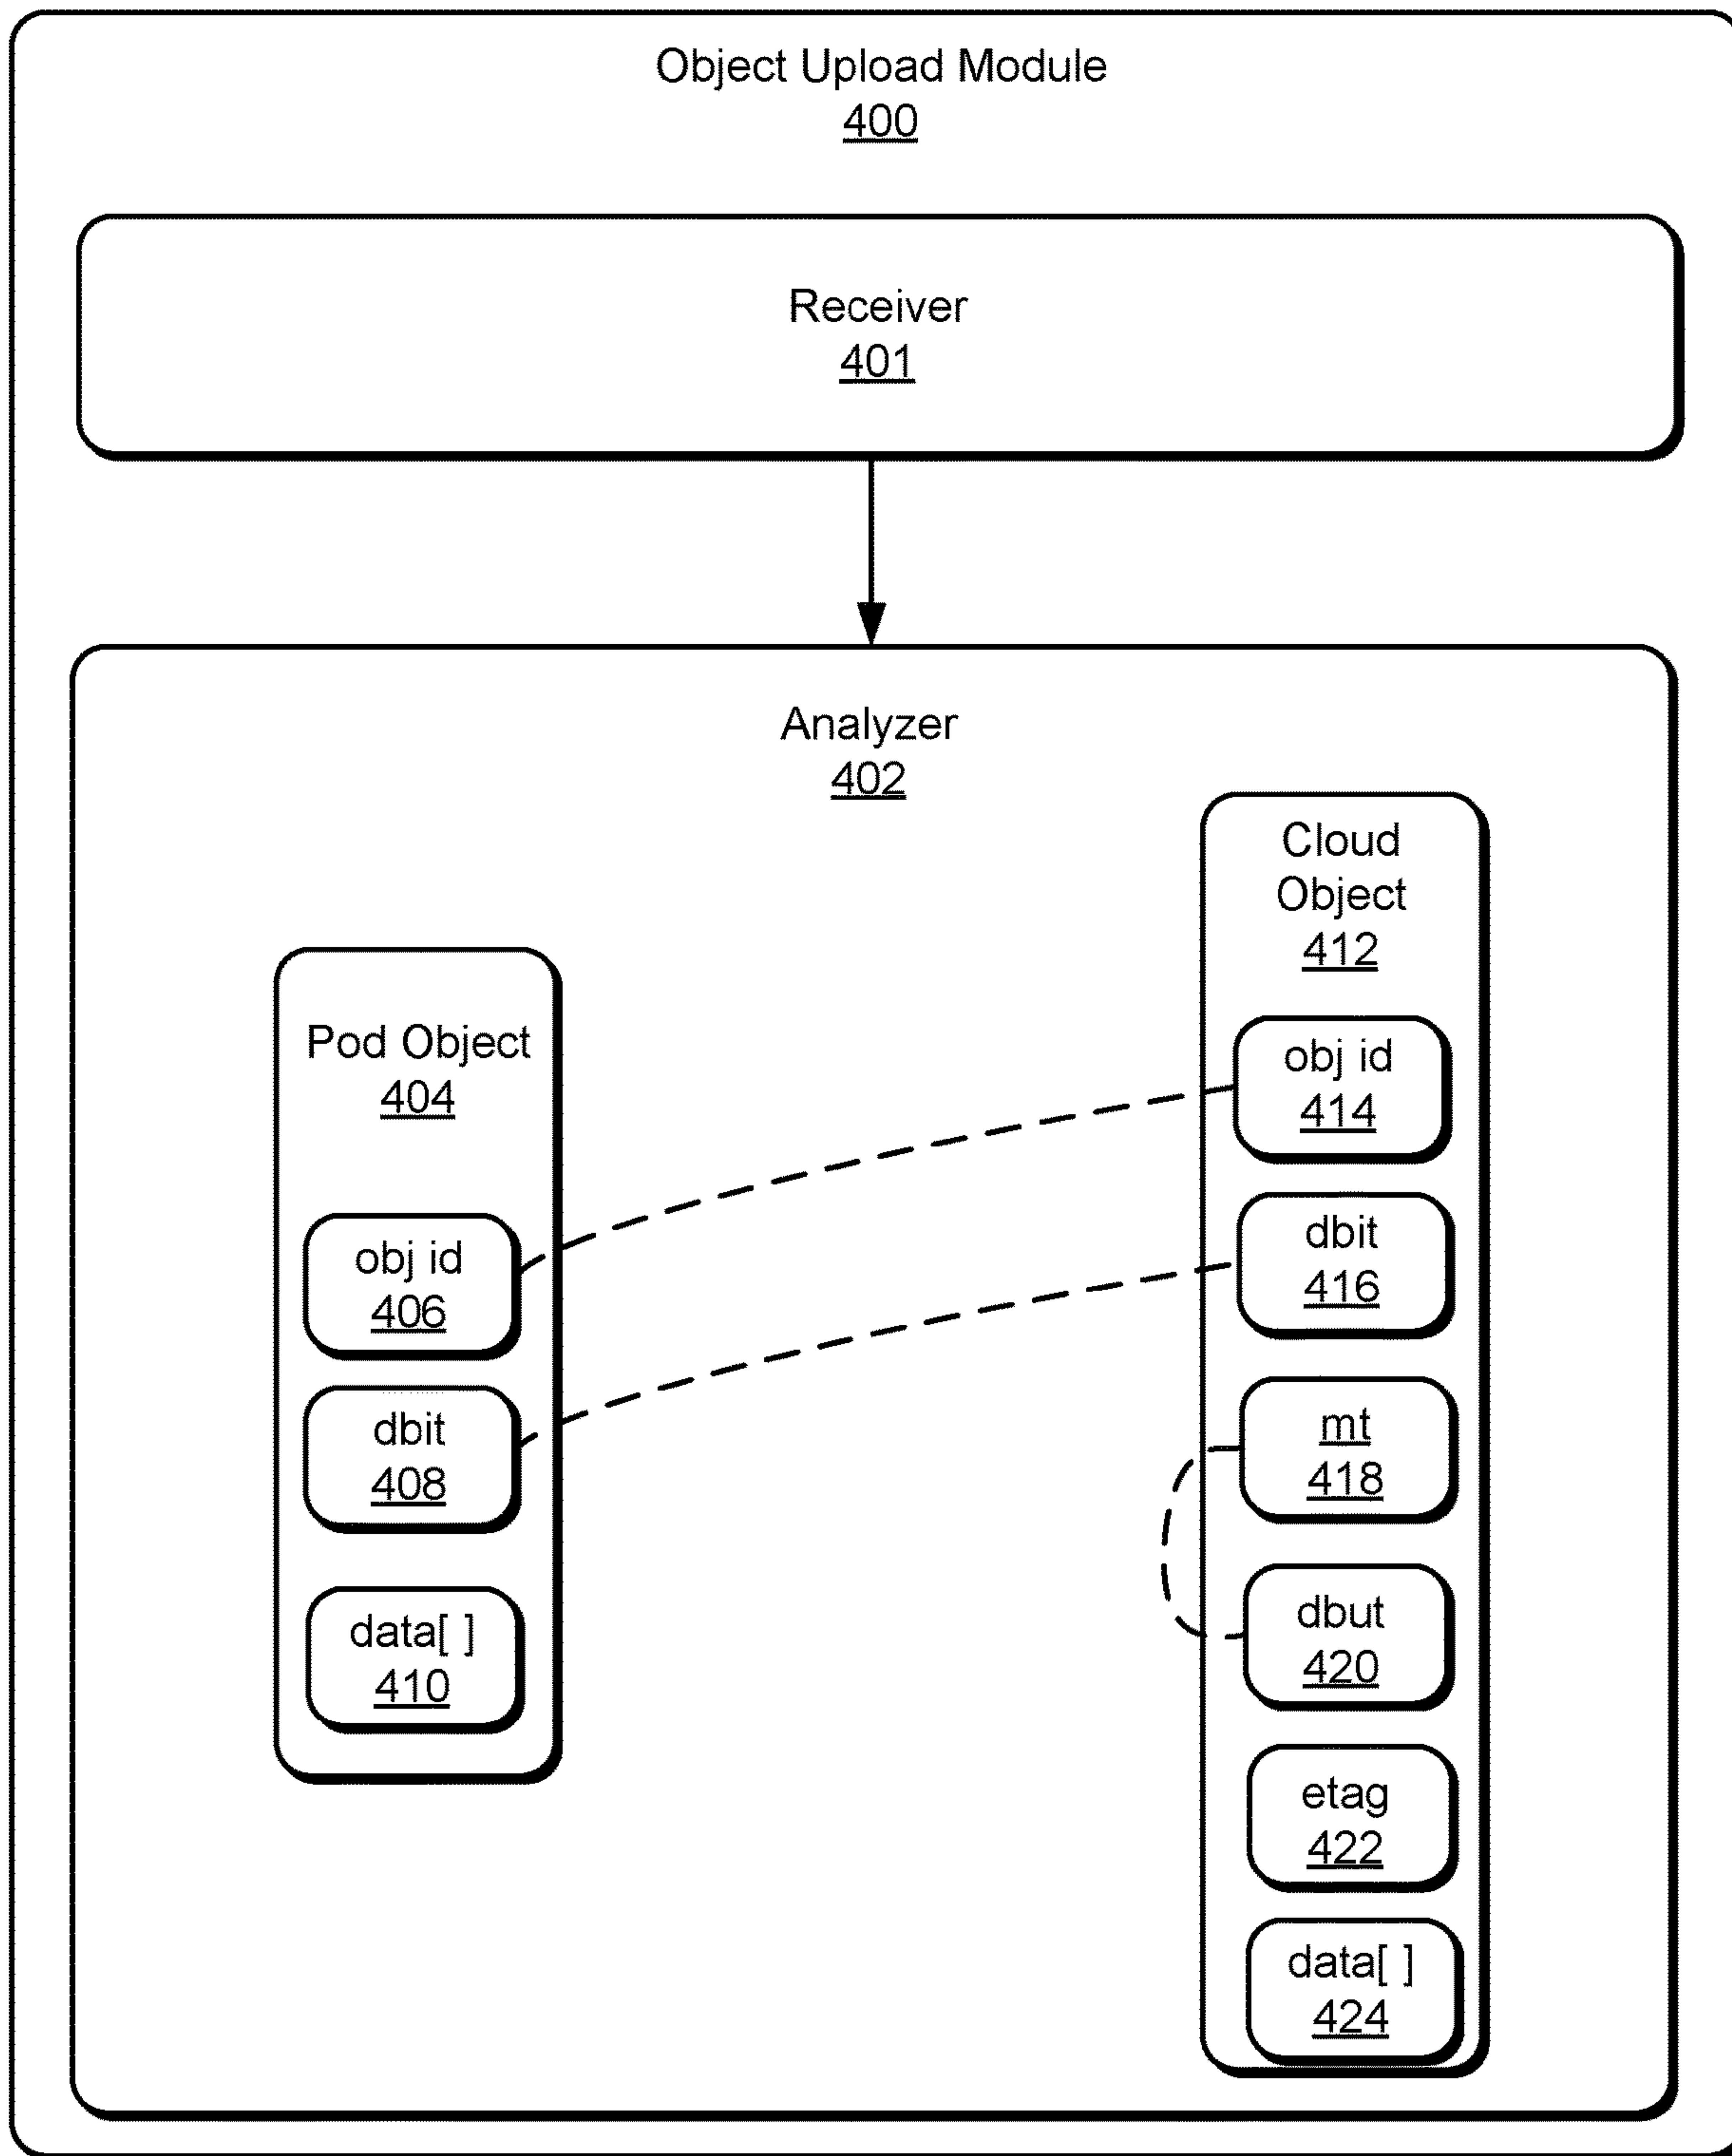 Object Upload Module
400
Receiver
401
Analyzer
402
Pod Object
404
obj id
406
dbit
408
data[ ]
410
Cloud
Object
412
obj id
414
dbit
416
mt
418
dbut
420
etag
422
data[ ]
424